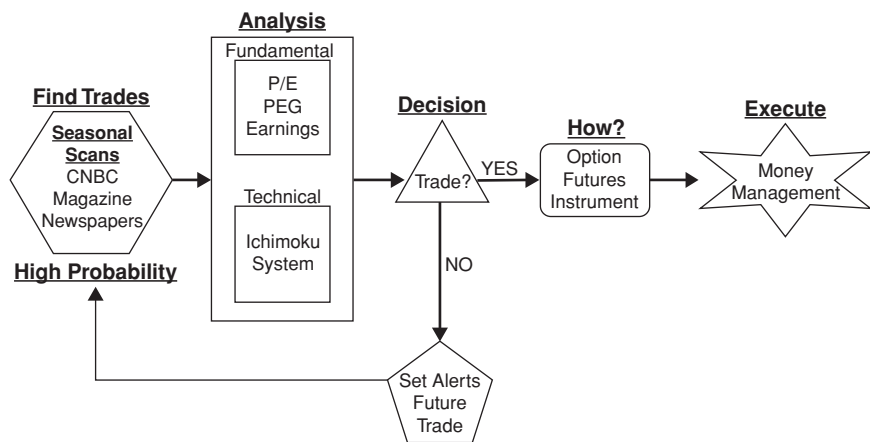 Find Trades
Seasonal
Scans
CNBC
Magazine
Newspapers
High Probability
Analysis
Fundamental
P/E
PEG
Earnings
Technical
Ichimoku
System
Decision
Trade?
YES
NO
How?
Option
Futures
Instrument
Execute
Money
Management
Set Alerts
Future
Trade